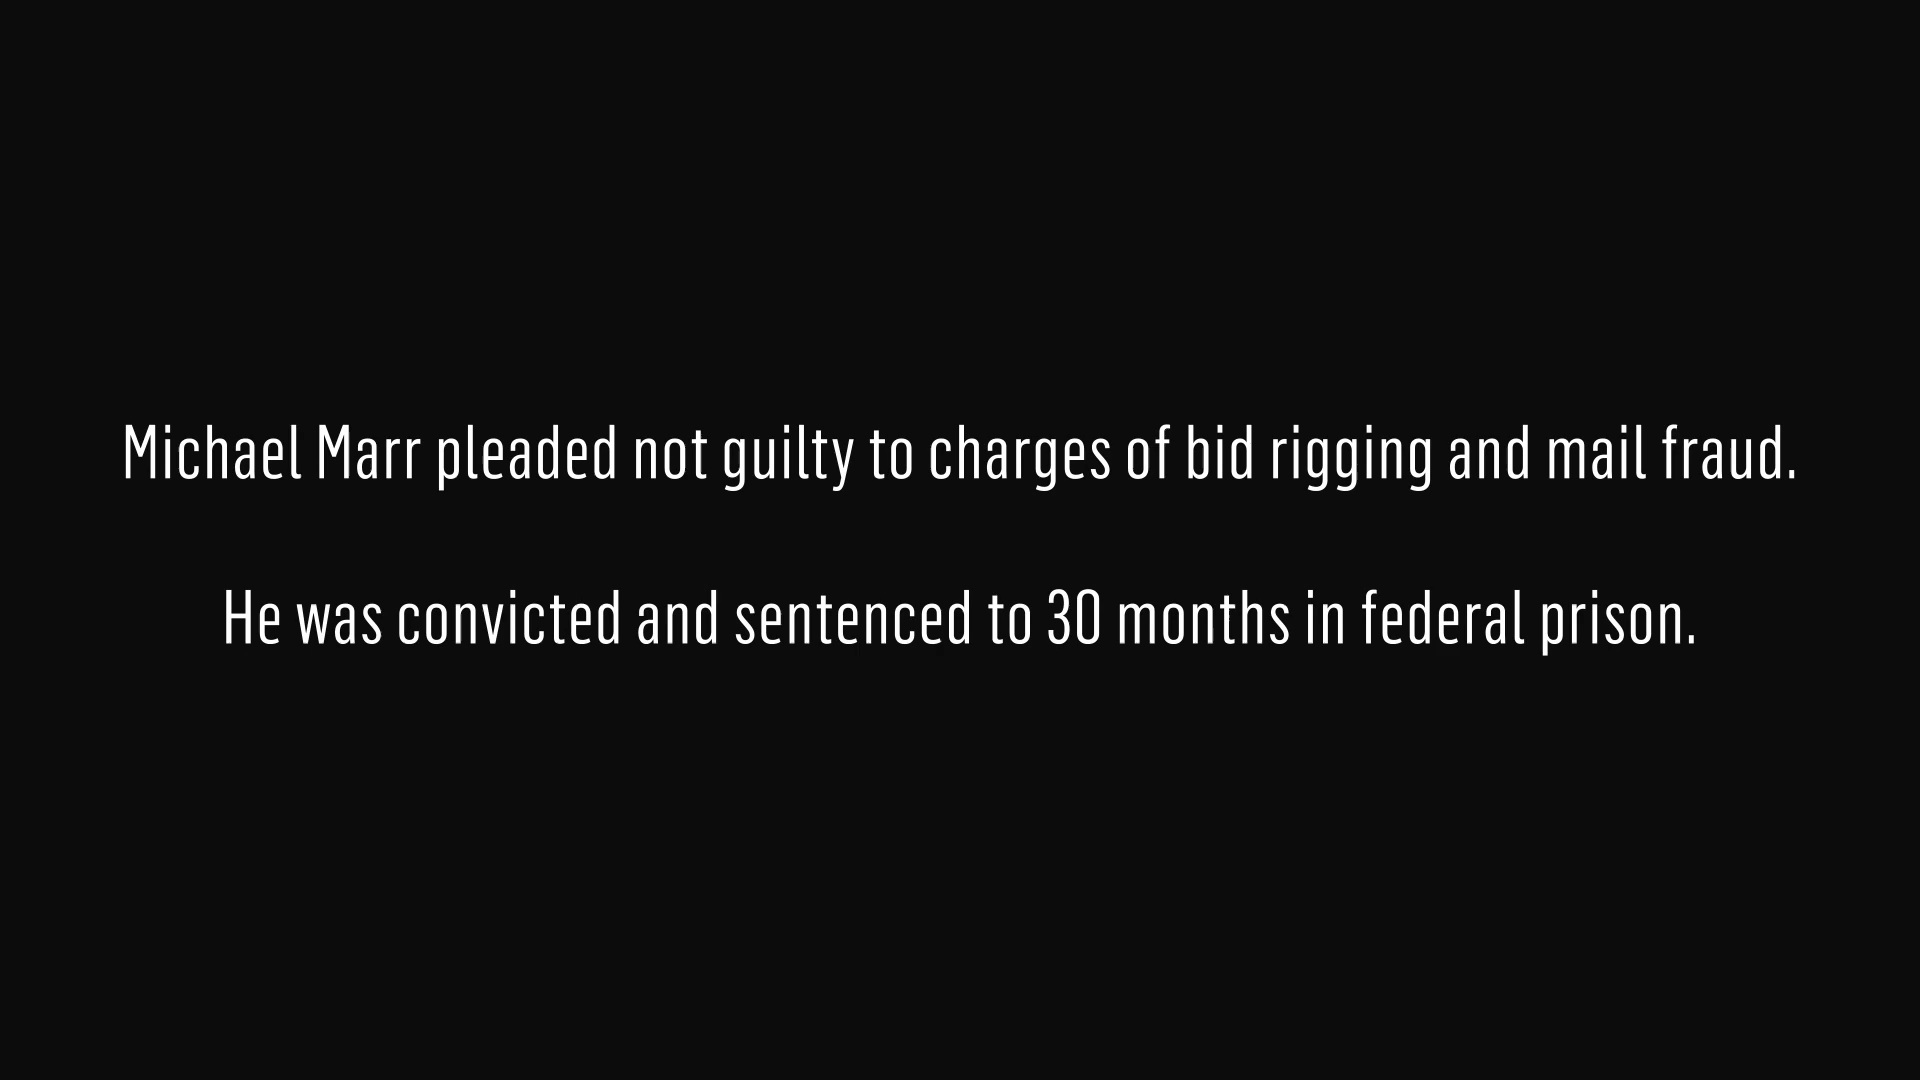 Michael Marr pleaded not guilty to charges of bid rigging and mail fraud.
He was convicted and sentenced to 30 months in federal prison.